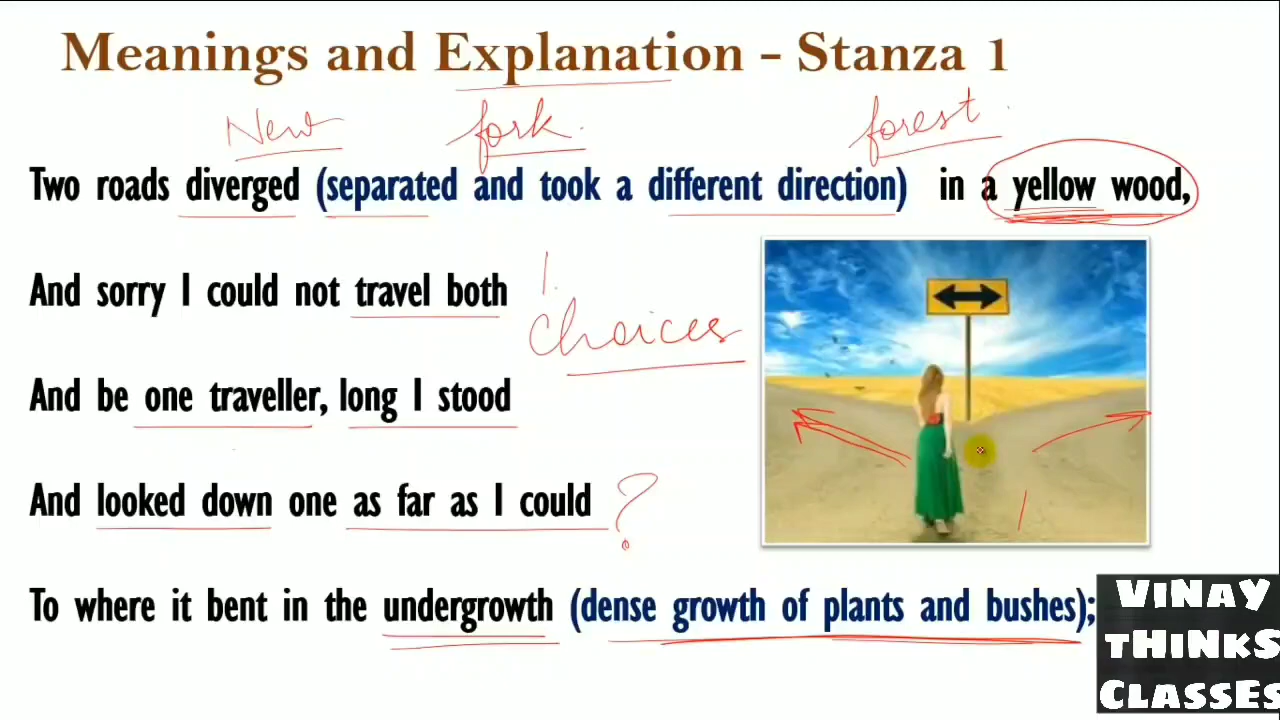 Meanings and Explanation - Stanza 1
New fork. forest.
Two roads diverged (separated and took a different direction) in a yellow wood,
And sorry I could not travel both
choices
And be one traveller, long I stood
And looked down one as far as I could ?
To where it bent in the undergrowth (dense growth of plants and bushes);
VINAY
THINKS
CLASSES